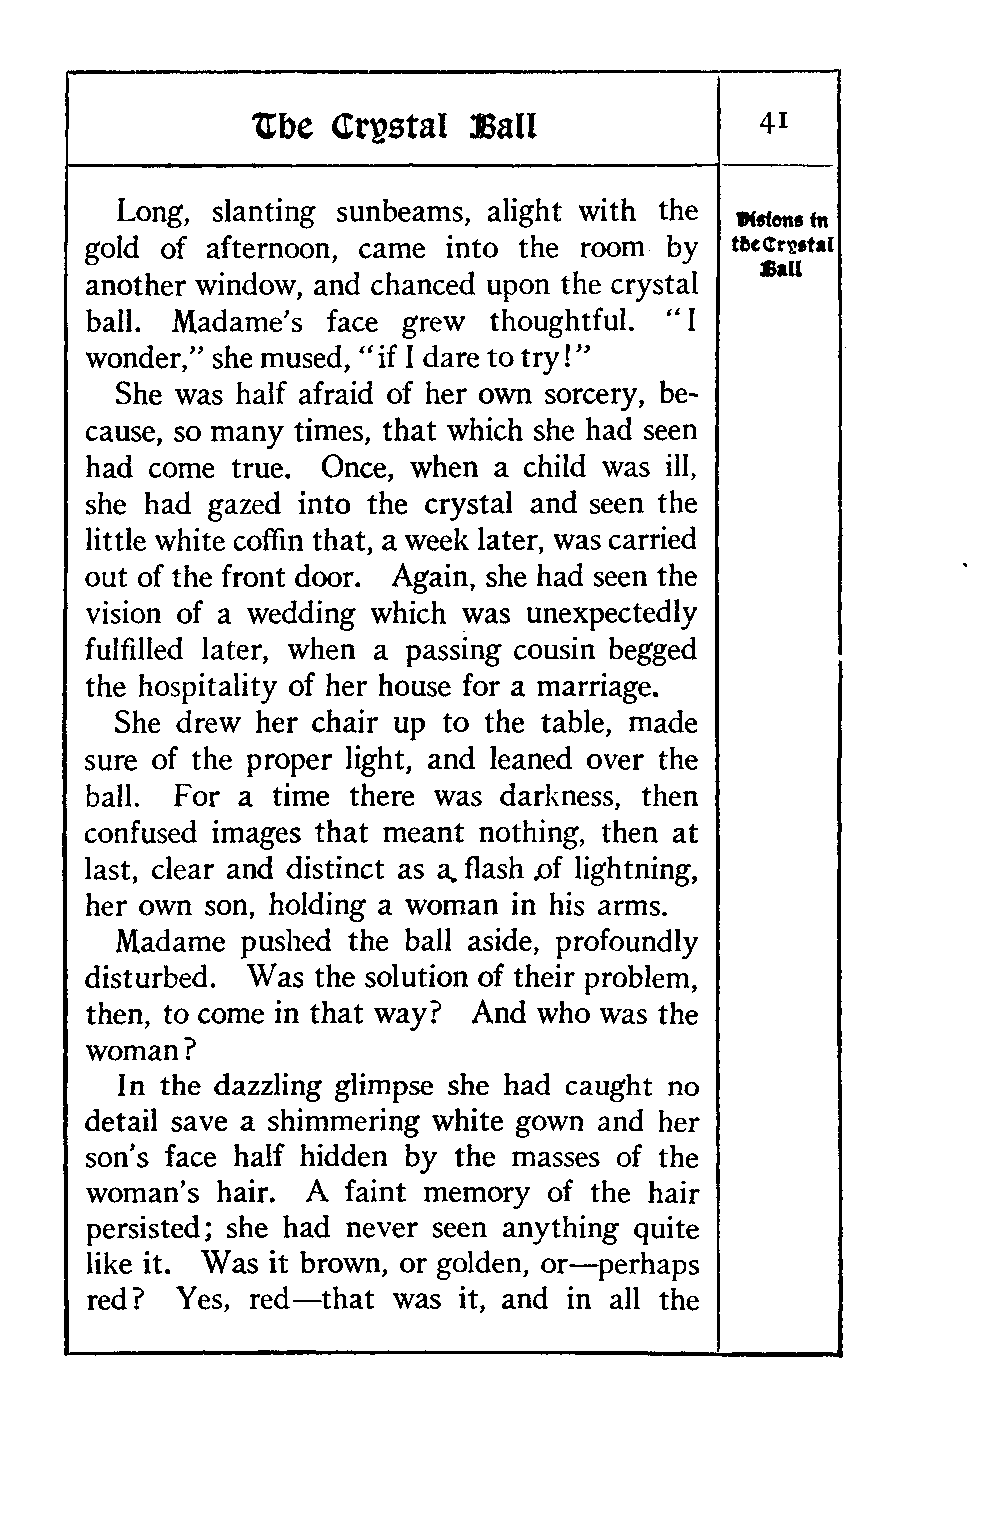 The Crystal Ball
41
Visions in
the Crystal
Ball
Long, slanting sunbeams, alight with the
gold of afternoon, came into the room by
another window, and chanced upon the crystal
ball. Madame's face grew thoughtful. "I
wonder," she mused, "if I dare to try!"
She was half afraid of her own sorcery, be-
cause, so many times, that which she had seen
had come true. Once, when a child was ill,
she had gazed into the crystal and seen the
little white coffin that, a week later, was carried
out of the front door. Again, she had seen the
vision of a wedding which was unexpectedly
fulfilled later, when a passing cousin begged
the hospitality of her house for a marriage.
She drew her chair up to the table, made
sure of the proper light, and leaned over the
ball. For a time there was darkness, then
confused images that meant nothing, then at
last, clear and distinct as a flash of lightning,
her own son, holding a woman in his arms.
Madame pushed the ball aside, profoundly
disturbed. Was the solution of their problem,
then, to come in that way? And who was the
woman?
In the dazzling glimpse she had caught no
detail save a shimmering white gown and her
son's face half hidden by the masses of the
woman's hair. A faint memory of the hair
persisted; she had never seen anything quite
like it. Was it brown, or golden, or—perhaps
red? Yes, red—that was it, and in all the